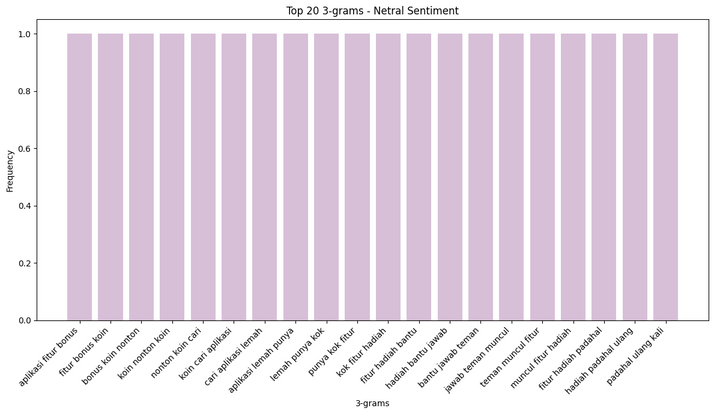 Top 20 3-grams - Netral Sentiment
Frequency
1.0
0.8
0.6
0.4
0.2
0.0
aplikasi fitur bonus
fitur bonus koin
bonus koin nonton
koin nonton koin
nonton koin cari
koin cari aplikasi
cari aplikasi lemah
aplikasi lemah punya
lemah punya kok
punya kok fitur
kok fitur hadiah
fitur hadiah bantu
hadiah bantu jawab
bantu jawab teman
jawab teman muncul
teman muncul fitur
muncul fitur hadiah
fitur hadiah padahal
hadiah padahal ulang
padahal ulang kali
3-grams